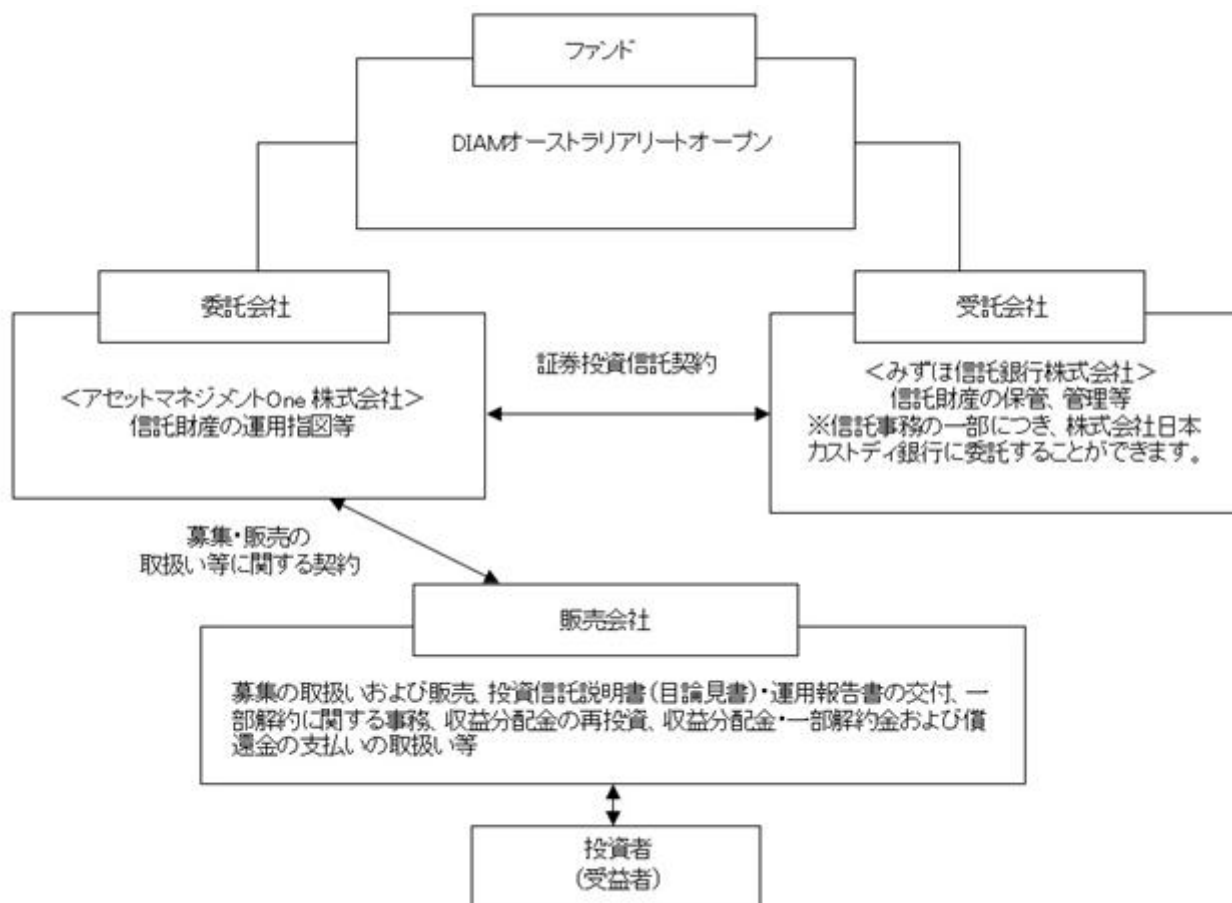 ファンド
DIAMオーストラリアリートオープン
委託会社
<アセットマネジメントOne 株式会社>
信託財産の運用指図等
証券投資信託契約
受託会社
<みずほ信託銀行株式会社>
信託財産の保管、管理等
※信託事務の一部につき、株式会社日本
カストディ銀行に委託することができます。
募集・販売の
取扱い等に関する契約
販売会社
募集の取扱いおよび販売、投資信託説明書(目論見書)・運用報告書の交付、一
部解約に関する事務、収益分配金の再投資、収益分配金・一部解約金および償
還金の支払いの取扱い等
投資者
(受益者)